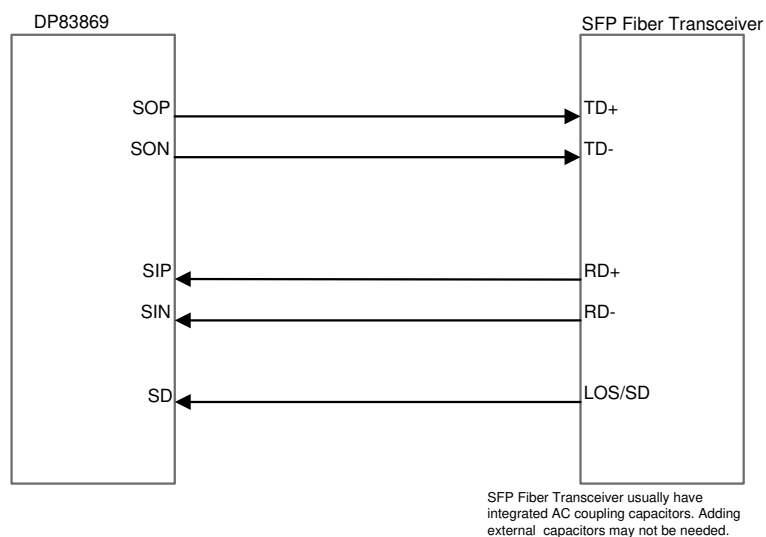 DP83869
SFP Fiber Transceiver
SOP
TD+
SON
TD-
SIP
RD+
SIN
RD-
SD
LOS/SD
SFP Fiber Transceiver usually have
integrated AC coupling capacitors. Adding
external capacitors may not be needed.